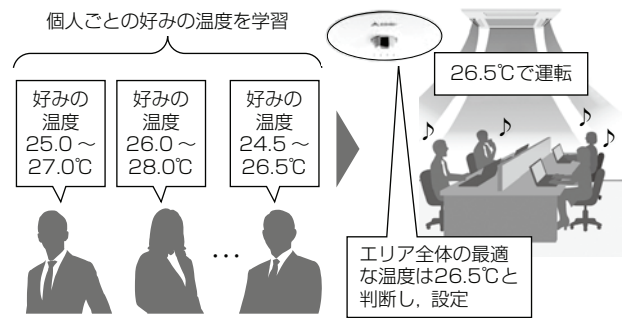 個人ごとの好みの温度を学習
好みの
温度
25.0～
27.0℃
好みの
温度
26.0～
28.0℃
好みの
温度
24.5～
26.5℃
…
26.5℃で運転
エリア全体の最適
な温度は26.5℃と
判断し，設定